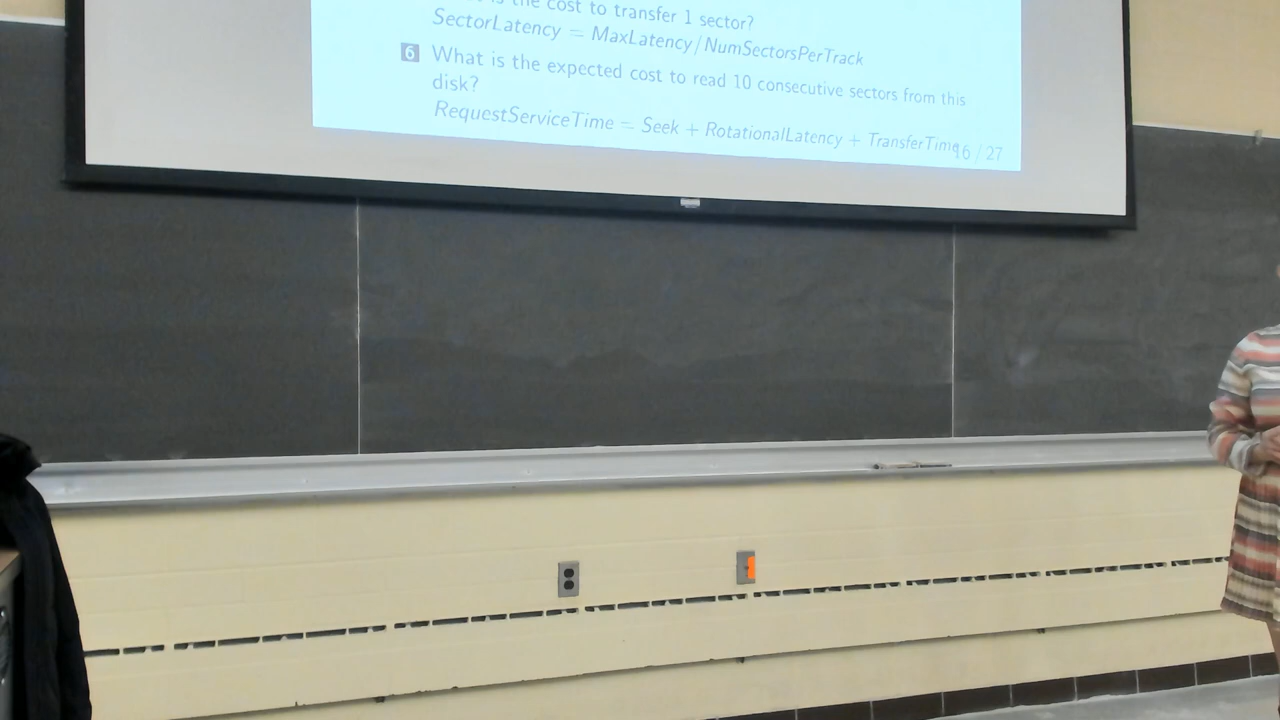 is the cost to transfer 1 sector?
SectorLatency = MaxLatency/NumSectorsPerTrack
6 What is the expected cost to read 10 consecutive sectors from this
disk?
RequestServiceTime = Seek + RotationalLatency + TransferTime
16 / 27